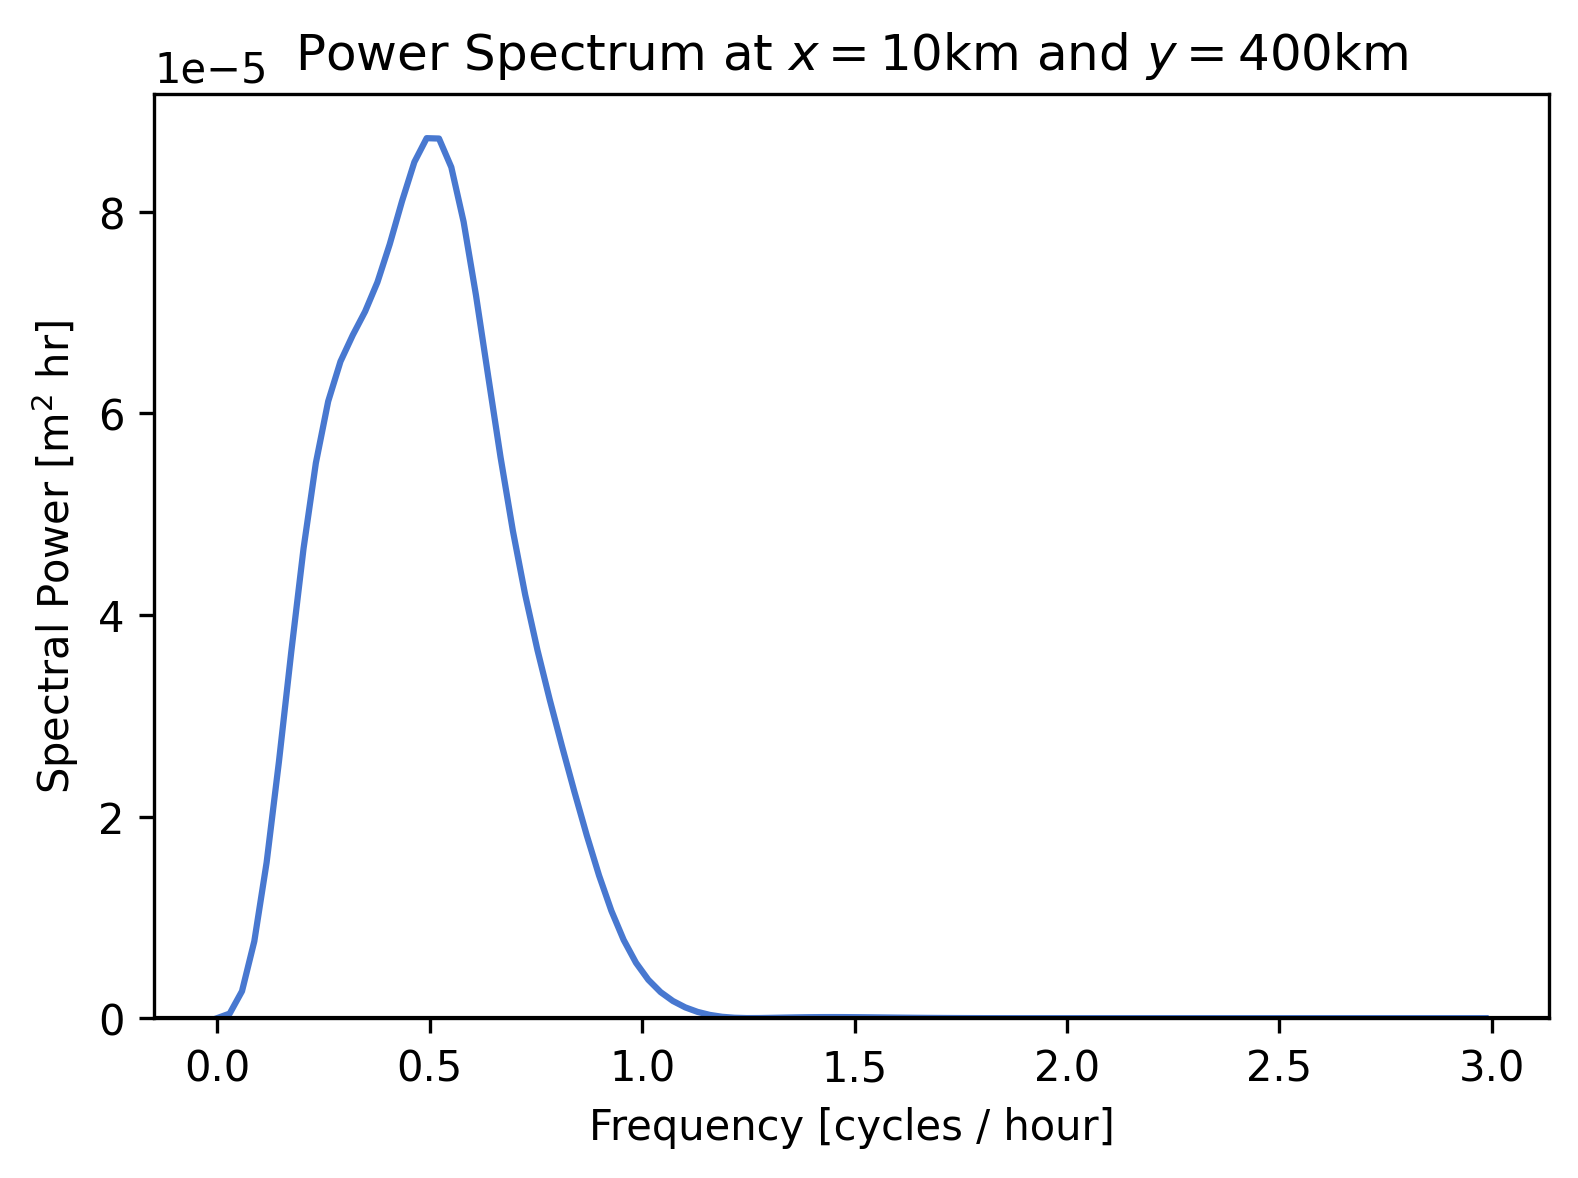 Power Spectrum at x = 10km and y = 400km
1e−5
8
6
4
2
0
Spectral Power [m² hr]
0.0 0.5 1.0 1.5 2.0 2.5 3.0
Frequency [cycles / hour]